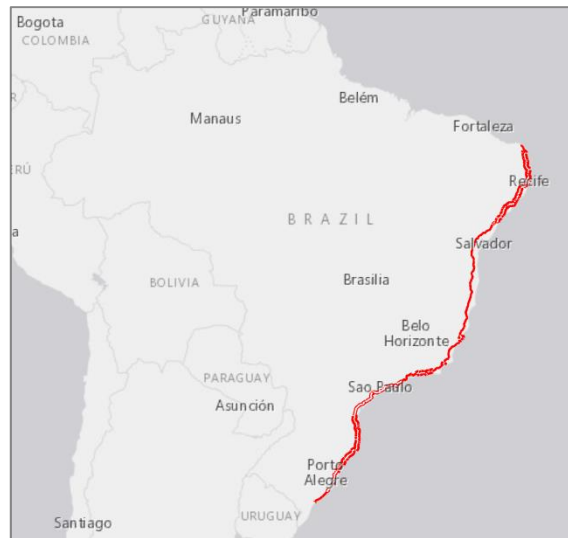 Bogota
COLOMBIA
GUYANA
Paramaribo
Belém
Manaus
Fortaleza
Recife
BRAZIL
Salvador
Brasilia
BOLIVIA
Belo
Horizonte
PARAGUAY
Sao Paulo
Asunción
Porto
Alegre
URUGUAY
Santiago